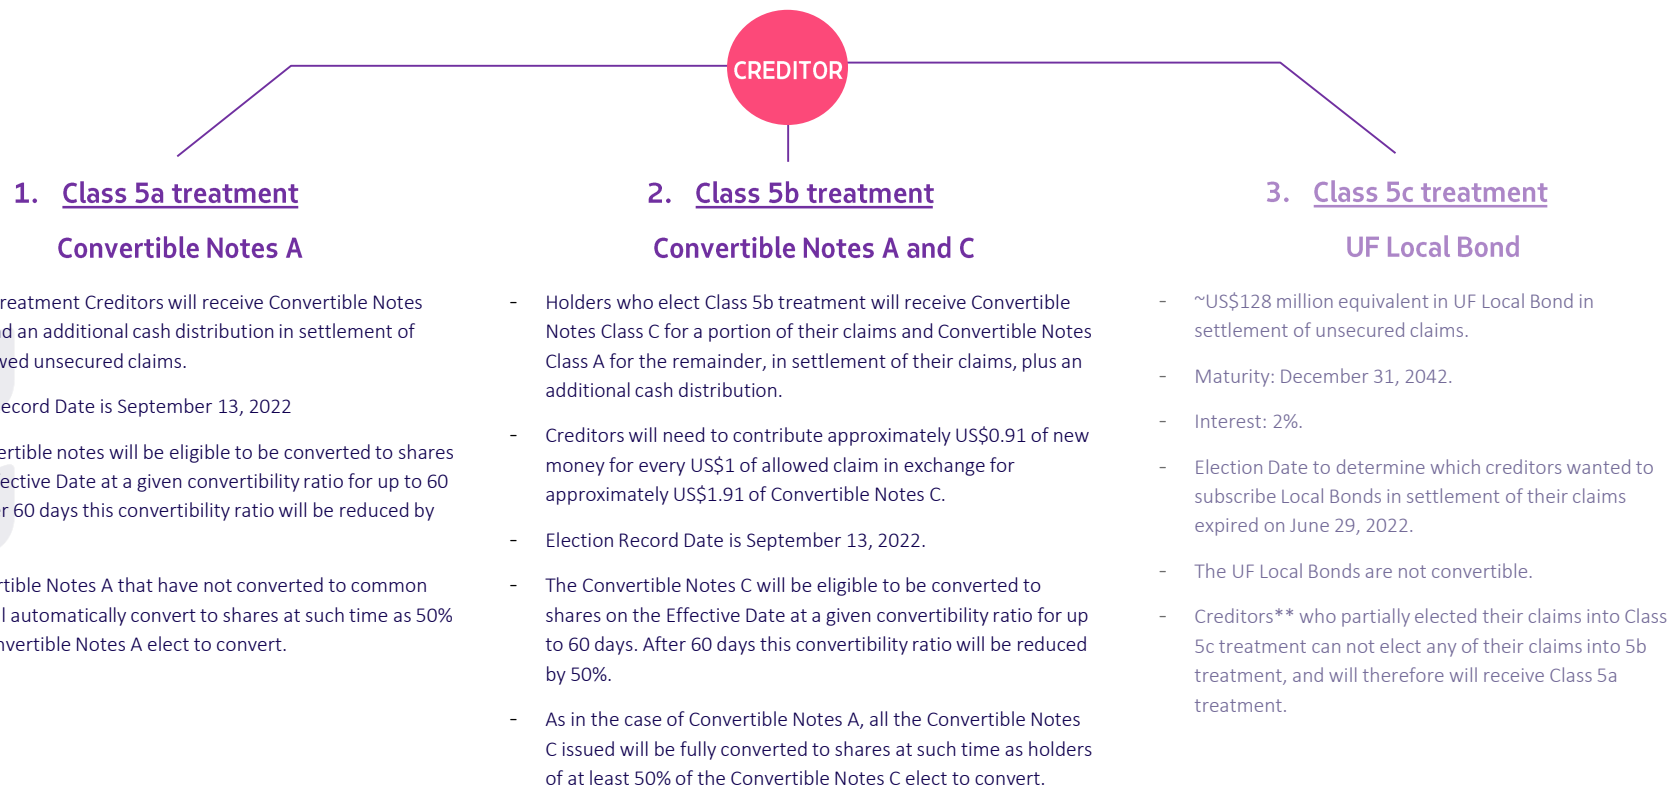 CREDITOR
1. Class 5a treatment
Convertible Notes A
reatment Creditors will receive Convertible Notes
d an additional cash distribution in settlement of
wed unsecured claims.
ecord Date is September 13, 2022
ertible notes will be eligible to be converted to shares
fective Date at a given convertibility ratio for up to 60
r 60 days this convertibility ratio will be reduced by
rtible Notes A that have not converted to common
l automatically convert to shares at such time as 50%
nvertible Notes A elect to convert.
2. Class 5b treatment
Convertible Notes A and C
- Holders who elect Class 5b treatment will receive Convertible
Notes Class C for a portion of their claims and Convertible Notes
Class A for the remainder, in settlement of their claims, plus an
additional cash distribution.
- Creditors will need to contribute approximately US$0.91 of new
money for every US$1 of allowed claim in exchange for
approximately US$1.91 of Convertible Notes C.
- Election Record Date is September 13, 2022.
- The Convertible Notes C will be eligible to be converted to
shares on the Effective Date at a given convertibility ratio for up
to 60 days. After 60 days this convertibility ratio will be reduced
by 50%.
- As in the case of Convertible Notes A, all the Convertible Notes
C issued will be fully converted to shares at such time as holders
of at least 50% of the Convertible Notes C elect to convert.
3. Class 5c treatment
UF Local Bond
- ~US$128 million equivalent in UF Local Bond in
settlement of unsecured claims.
- Maturity: December 31, 2042.
- Interest: 2%.
- Election Date to determine which creditors wanted to
subscribe Local Bonds in settlement of their claims
expired on June 29, 2022.
- The UF Local Bonds are not convertible.
- Creditors** who partially elected their claims into Class
5c treatment can not elect any of their claims into 5b
treatment, and will therefore will receive Class 5a
treatment.